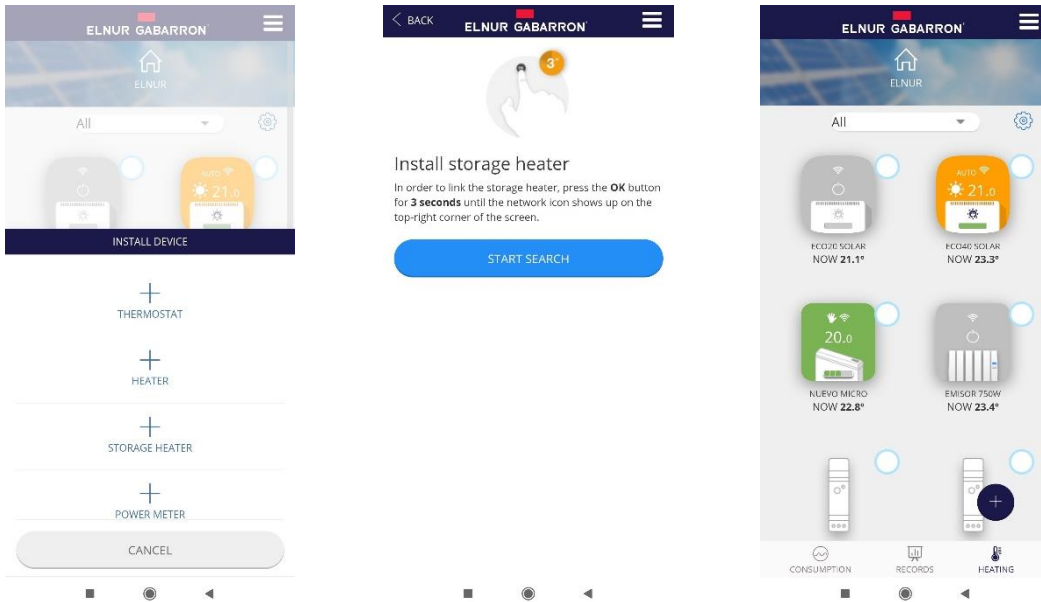 ELNUR GABARRON
ELNUR
All
AUTO
21.0
INSTALL DEVICE
THERMOSTAT
HEATER
STORAGE HEATER
POWER METER
CANCEL
BACK
ELNUR GABARRON
3"
Install storage heater
In order to link the storage heater, press the OK button
for 3 seconds until the network icon shows up on the
top-right corner of the screen.
START SEARCH
ELNUR GABARRON
ELNUR
All
AUTO
21.0
ECO20 SOLAR
NOW 21.1°
ECO40 SOLAR
NOW 23.3°
20.0
NUEVO MICRO
NOW 22.8°
EMISOR 750W
NOW 23.4°
CONSUMPTION
RECORDS
HEATING